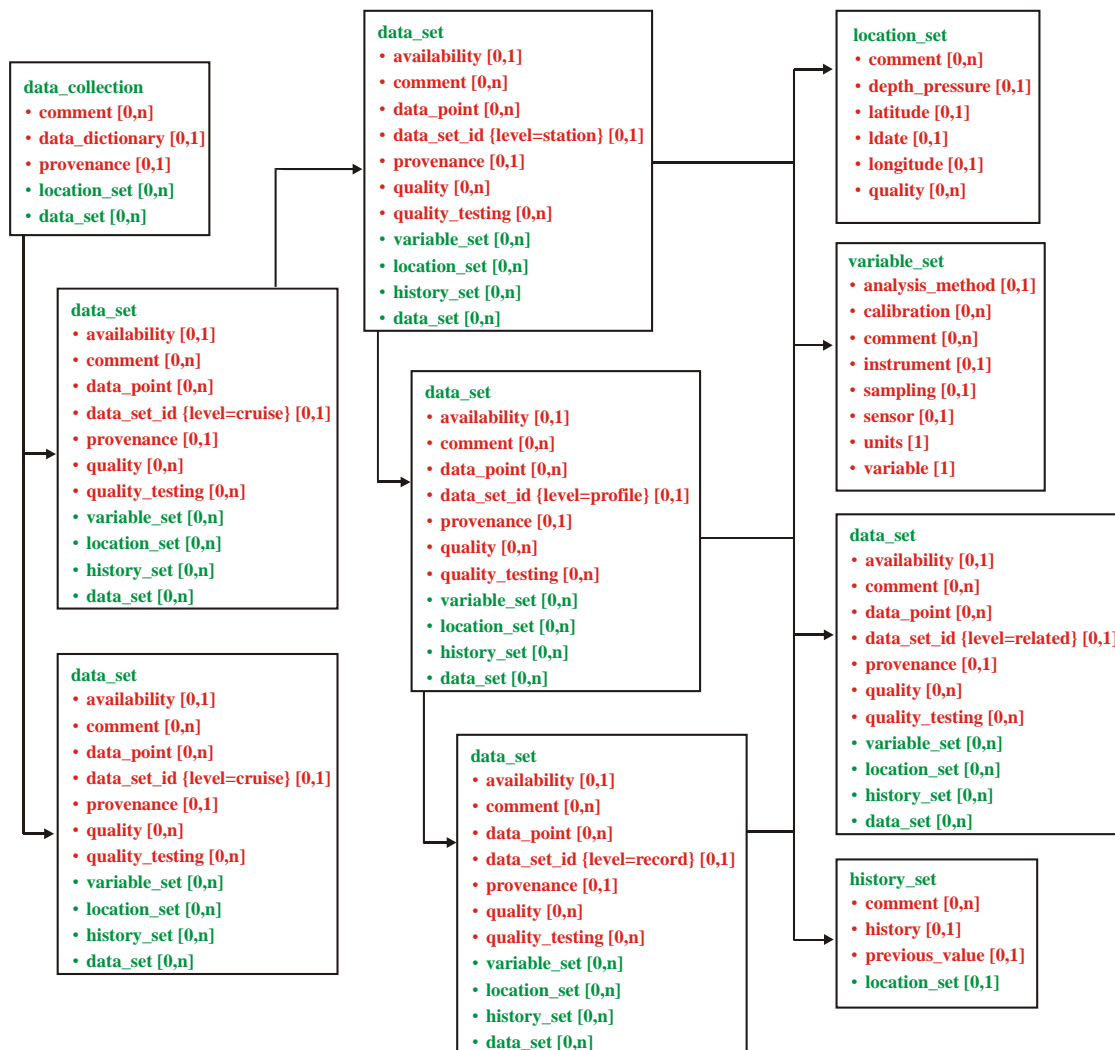 data_collection
• comment [0,n]
• data_dictionary [0,1]
• provenance [0,1]
• location_set [0,n]
• data_set [0,n]
data_set
• availability [0,1]
• comment [0,n]
• data_point [0,n]
• data_set_id {level=cruise} [0,1]
• provenance [0,1]
• quality [0,n]
• quality_testing [0,n]
• variable_set [0,n]
• location_set [0,n]
• history_set [0,n]
• data_set [0,n]
data_set
• availability [0,1]
• comment [0,n]
• data_point [0,n]
• data_set_id {level=cruise} [0,1]
• provenance [0,1]
• quality [0,n]
• quality_testing [0,n]
• variable_set [0,n]
• location_set [0,n]
• history_set [0,n]
• data_set [0,n]
data_set
• availability [0,1]
• comment [0,n]
• data_point [0,n]
• data_set_id {level=station} [0,1]
• provenance [0,1]
• quality [0,n]
• quality_testing [0,n]
• variable_set [0,n]
• location_set [0,n]
• history_set [0,n]
• data_set [0,n]
data_set
• availability [0,1]
• comment [0,n]
• data_point [0,n]
• data_set_id {level=profile} [0,1]
• provenance [0,1]
• quality [0,n]
• quality_testing [0,n]
• variable_set [0,n]
• location_set [0,n]
• history_set [0,n]
• data_set [0,n]
data_set
• availability [0,1]
• comment [0,n]
• data_point [0,n]
• data_set_id {level=record} [0,1]
• provenance [0,1]
• quality [0,n]
• quality_testing [0,n]
• variable_set [0,n]
• location_set [0,n]
• history_set [0,n]
• data_set [0,n]
location_set
• comment [0,n]
• depth_pressure [0,1]
• latitude [0,1]
• ldate [0,1]
• longitude [0,1]
• quality [0,n]
variable_set
• analysis_method [0,1]
• calibration [0,n]
• comment [0,n]
• instrument [0,1]
• sampling [0,1]
• sensor [0,1]
• units [1]
• variable [1]
data_set
• availability [0,1]
• comment [0,n]
• data_point [0,n]
• data_set_id {level=related} [0,1]
• provenance [0,1]
• quality [0,n]
• quality_testing [0,n]
• variable_set [0,n]
• location_set [0,n]
• history_set [0,n]
• data_set [0,n]
history_set
• comment [0,n]
• history [0,1]
• previous_value [0,1]
• location_set [0,1]